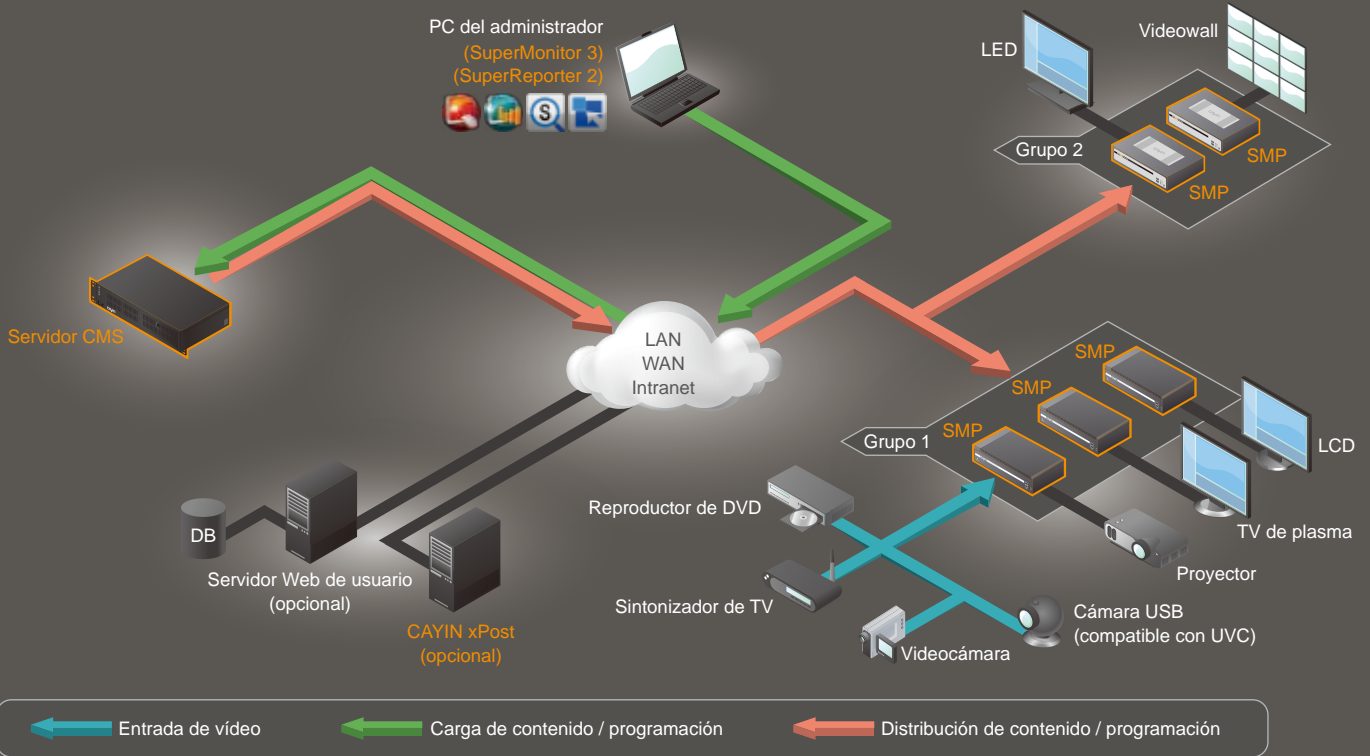 PC del administrador
(SuperMonitor 3)
(SuperReporter 2)
S
LED
Videowall
Grupo 2
SMP
SMP
Servidor CMS
LAN
WAN
Intranet
SMP
SMP
SMP
Grupo 1
LCD
TV de plasma
Proyector
Reproductor de DVD
Sintonizador de TV
Videocámara
Cámara USB
(compatible con UVC)
DB
Servidor Web de usuario
(opcional)
CAYIN xPost
(opcional)
Entrada de vídeo
Carga de contenido / programación
Distribución de contenido / programación